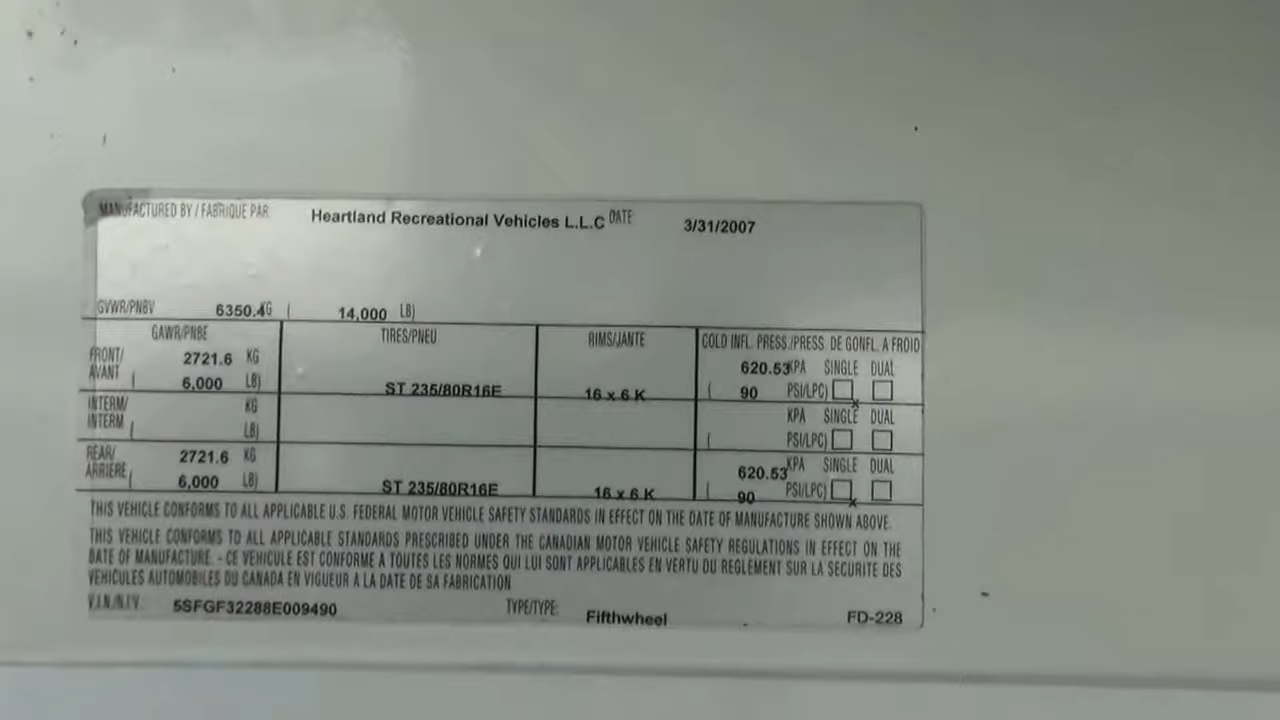 MANUFACTURED BY / FABRIQUE PAR: Heartland Recreational Vehicles L.L.C DATE 3/31/2007
GVWR/PNBV 6350.4KG ( 14,000 LB)
GAWR/PNBE TIRES/PNEU RIMS/JANTE COLD INFL. PRESS./PRESS. DE GONFL. A FROID
FRONT/ 2721.6 KG 620.53KPA SINGLE DUAL
AVANT ( 6,000 LB) ST 235/80R16E 16 x 6 K ( 90 PSI/LPC) x
INTERM/ KG KPA SINGLE DUAL
INTERM ( LB) ( PSI/LPC)
REAR/ 2721.6 KG 620.53KPA SINGLE DUAL
ARRIERE ( 6,000 LB) ST 235/80R16E 16 x 6 K ( 90 PSI/LPC) x
THIS VEHICLE CONFORMS TO ALL APPLICABLE U.S. FEDERAL MOTOR VEHICLE SAFETY STANDARDS IN EFFECT ON THE DATE OF MANUFACTURE SHOWN ABOVE.
THIS VEHICLE CONFORMS TO ALL APPLICABLE STANDARDS PRESCRIBED UNDER THE CANADIAN MOTOR VEHICLE SAFETY REGULATIONS IN EFFECT ON THE
DATE OF MANUFACTURE. - CE VEHICULE EST CONFORME A TOUTES LES NORMES QUI LUI SONT APPLICABLES EN VERTU DU REGLEMENT SUR LA SECURITE DES
VEHICULES AUTOMOBILES DU CANADA EN VIGUEUR A LA DATE DE SA FABRICATION
V.I.N./N.I.V. 5SFGF32288E009490 TYPE/TYPE: Fifthwheel FD-228